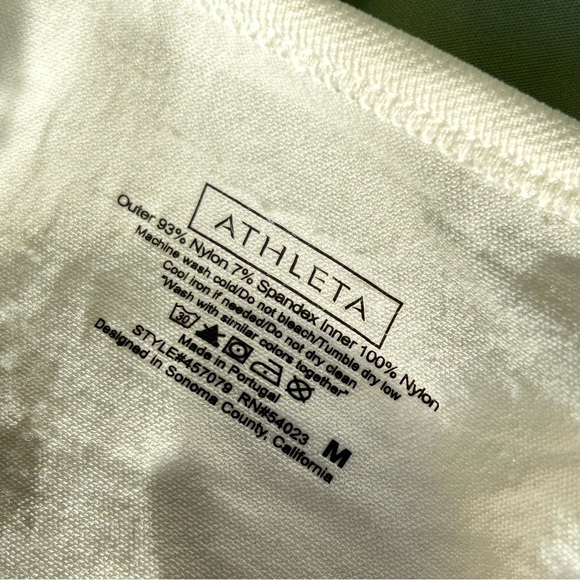 ATHLETA
Outer 93% Nylon 7% Spandex Inner 100% Nylon
Machine wash cold/Do not bleach/Tumble dry low
Cool iron if needed/Do not dry clean
"Wash with similar colors together"
30
Made in Portugal
STYLE#457079 RN#54023
Designed in Sonoma County, California
M